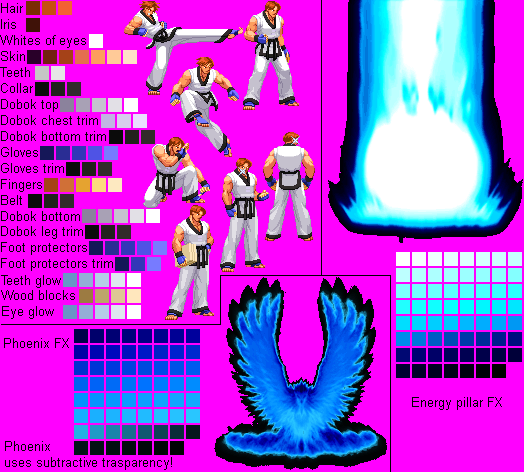 Hair
Iris
Whites of eyes
Skin
Teeth
Collar
Dobok top
Dobok chest trim
Dobok bottom trim
Gloves
Gloves trim
Fingers
Belt
Dobok bottom
Dobok leg trim
Foot protectors
Foot protectors trim
Teeth glow
Wood blocks
Eye glow
Phoenix FX
Phoenix
uses subtractive trasparency!
Energy pillar FX